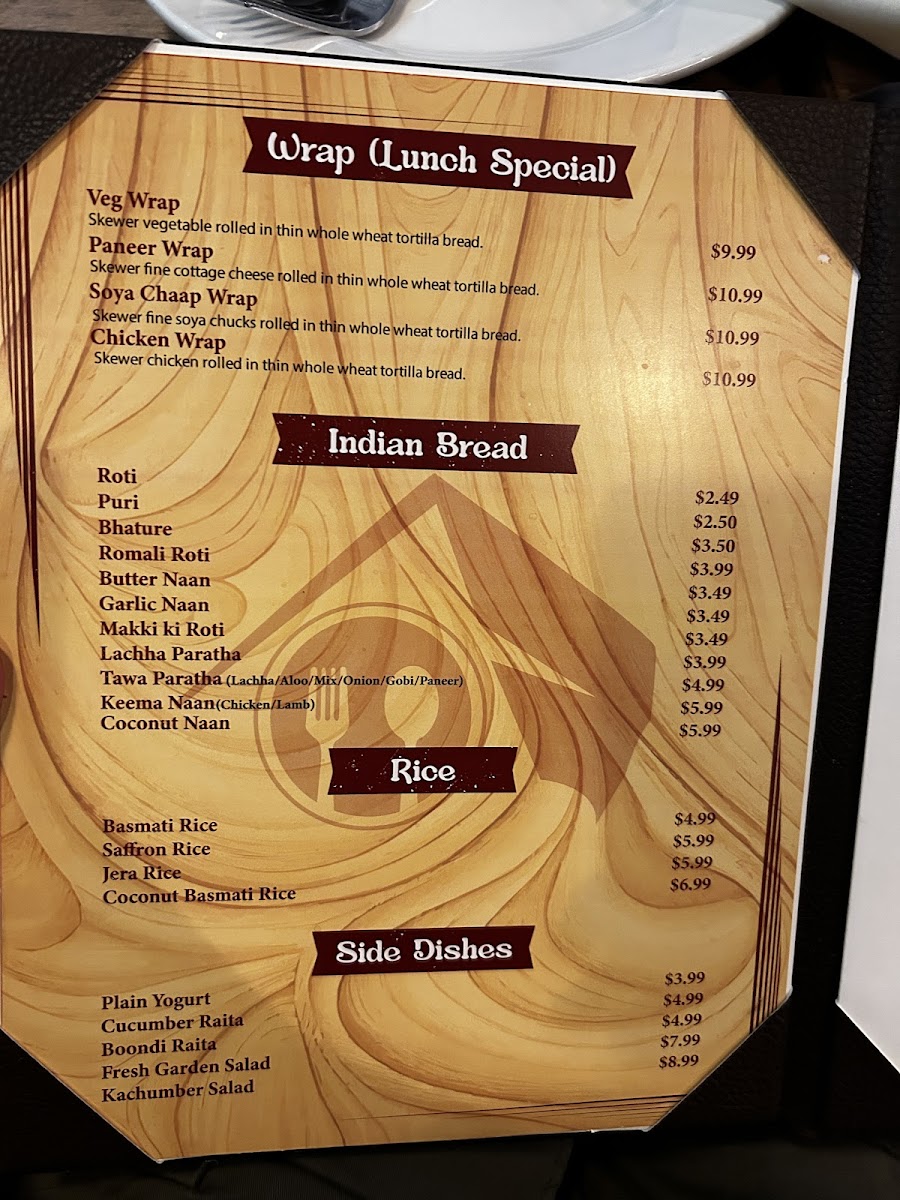 Wrap (Lunch Special)
Veg Wrap $9.99
Skewer vegetable rolled in thin whole wheat tortilla bread.
Paneer Wrap $10.99
Skewer fine cottage cheese rolled in thin whole wheat tortilla bread.
Soya Chaap Wrap $10.99
Skewer fine soya chucks rolled in thin whole wheat tortilla bread.
Chicken Wrap $10.99
Skewer chicken rolled in thin whole wheat tortilla bread.
Indian Bread
Roti $2.49
Puri $2.50
Bhature $3.50
Romali Roti $3.99
Butter Naan $3.49
Garlic Naan $3.49
Makki ki Roti $3.49
Lachha Paratha $3.99
Tawa Paratha (Lachha/Aloo/Mix/Onion/Gobi/Paneer) $4.99
Keema Naan(Chicken/Lamb) $5.99
Coconut Naan $5.99
Rice
Basmati Rice $4.99
Saffron Rice $5.99
Jera Rice $5.99
Coconut Basmati Rice $6.99
Side Dishes
Plain Yogurt $3.99
Cucumber Raita $4.99
Boondi Raita $4.99
Fresh Garden Salad $7.99
Kachumber Salad $8.99